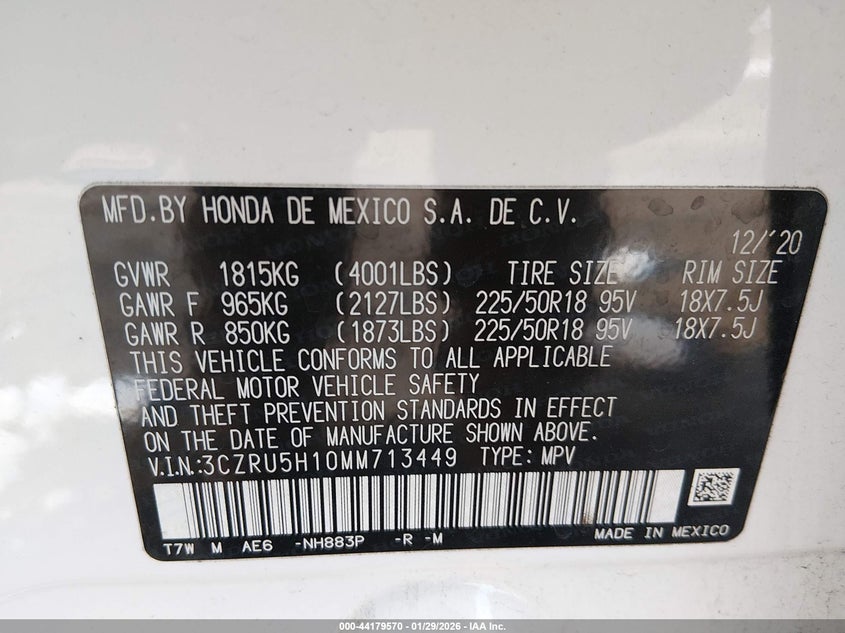 MFD.BY HONDA DE MEXICO S.A. DE C.V.
12/'20
GVWR 1815KG (4001LBS) TIRE SIZE RIM SIZE
GAWR F 965KG (2127LBS) 225/50R18 95V 18X7.5J
GAWR R 850KG (1873LBS) 225/50R18 95V 18X7.5J
THIS VEHICLE CONFORMS TO ALL APPLICABLE
FEDERAL MOTOR VEHICLE SAFETY
AND THEFT PREVENTION STANDARDS IN EFFECT
ON THE DATE OF MANUFACTURE SHOWN ABOVE.
V.I.N.:3CZRU5H10MM713449 TYPE: MPV
T7W M AE6 -NH883P -R -M MADE IN MEXICO
000-44179570 | 01/29/2026 - IAA Inc.